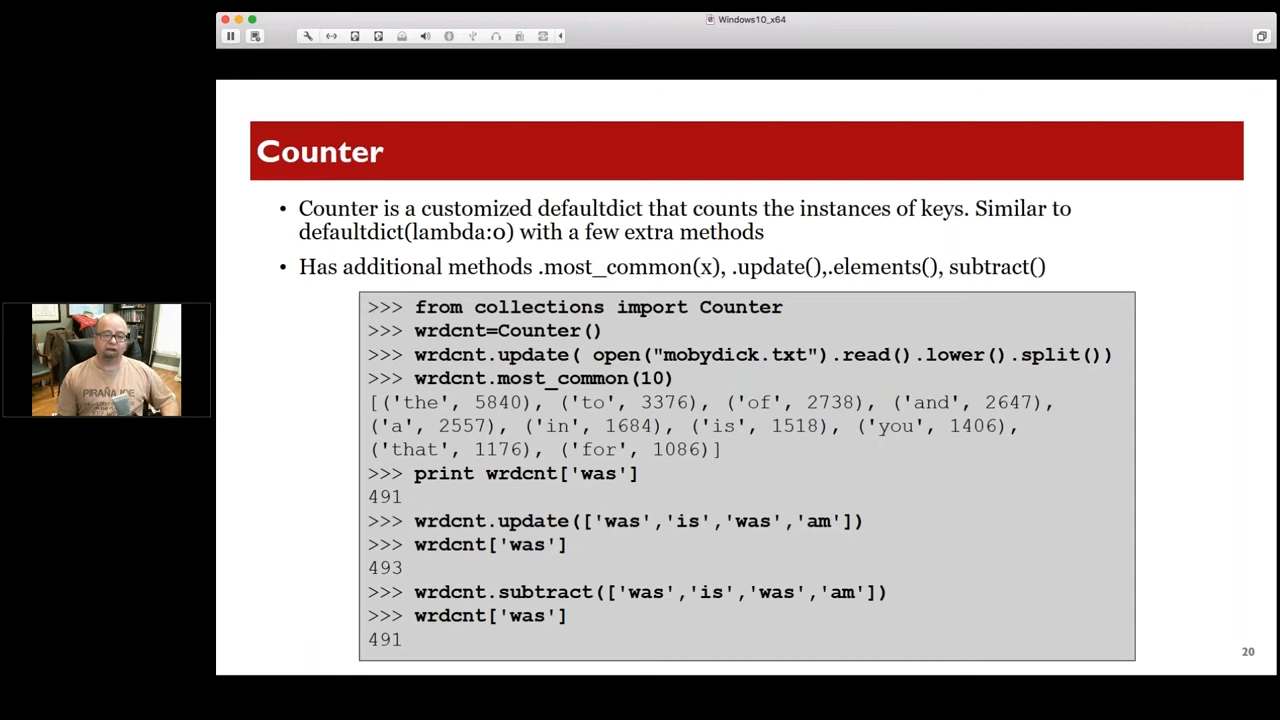 Windows10_x64
Counter
• Counter is a customized defaultdict that counts the instances of keys. Similar to
defaultdict(lambda:0) with a few extra methods
• Has additional methods .most_common(x), .update(),.elements(), subtract()
>>> from collections import Counter
>>> wrdcnt=Counter()
>>> wrdcnt.update( open("mobydick.txt").read().lower().split())
>>> wrdcnt.most_common(10)
[('the', 5840), ('to', 3376), ('of', 2738), ('and', 2647),
('a', 2557), ('in', 1684), ('is', 1518), ('you', 1406),
('that', 1176), ('for', 1086)]
>>> print wrdcnt['was']
491
>>> wrdcnt.update(['was','is','was','am'])
>>> wrdcnt['was']
493
>>> wrdcnt.subtract(['was','is','was','am'])
>>> wrdcnt['was']
491
20
PIRAÑA JOE